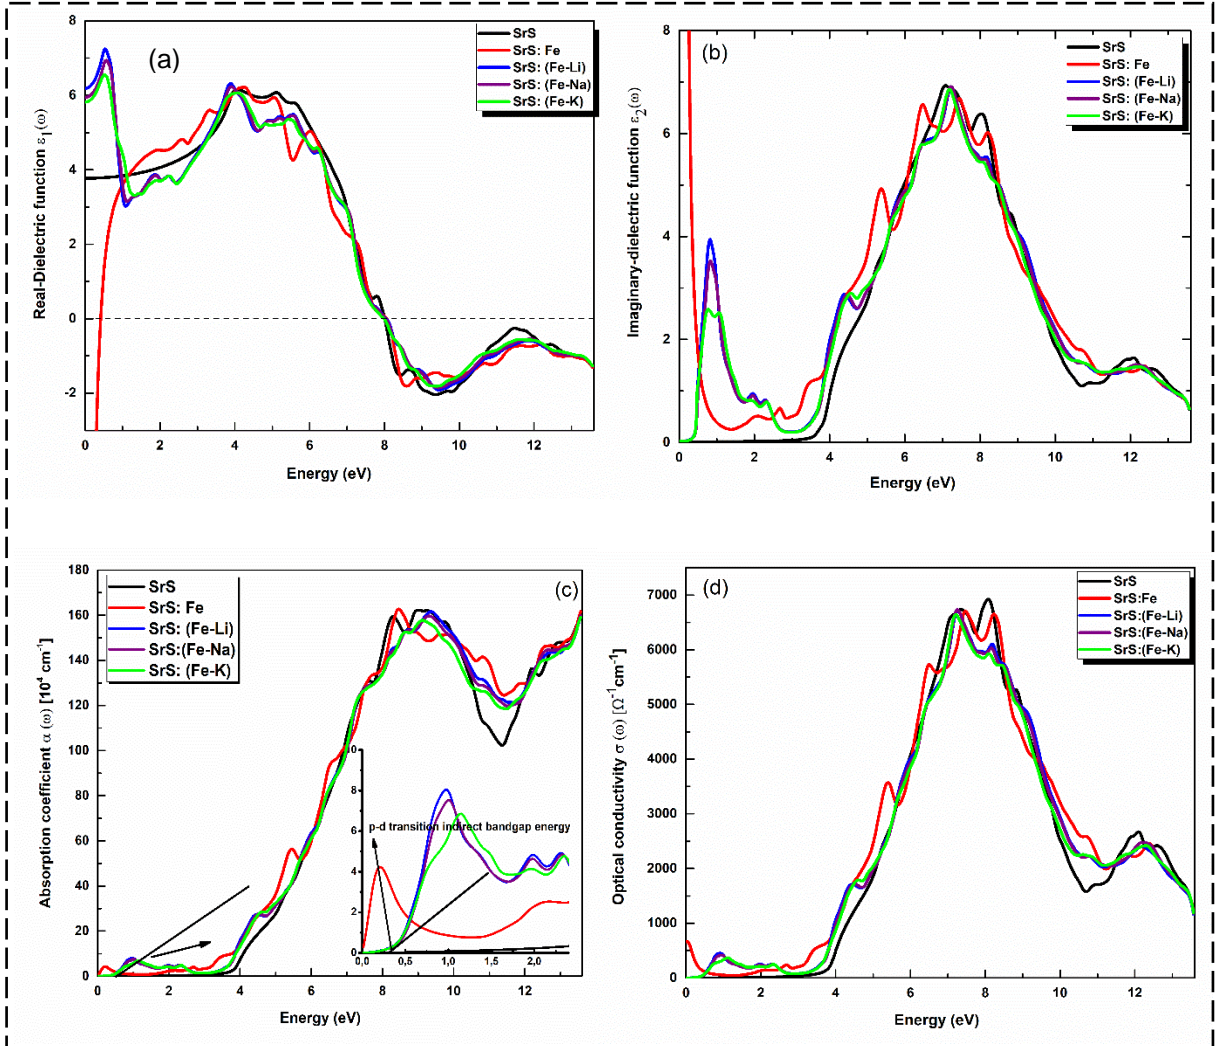 (a)
SrS
SrS: Fe
SrS: (Fe-Li)
SrS: (Fe-Na)
SrS: (Fe-K)
Real-Dielectric function ε₁(ω)
8
6
4
2
0
-2
0 2 4 6 8 10 12
Energy (eV)
(b)
SrS
SrS: Fe
SrS: (Fe-Li)
SrS: (Fe-Na)
SrS: (Fe-K)
Imaginary-dielectric function ε₂(ω)
8
6
4
2
0
0 2 4 6 8 10 12
Energy (eV)
(c)
SrS
SrS: Fe
SrS: (Fe-Li)
SrS:(Fe-Na)
SrS: (Fe-K)
Absorption coefficient α (ω) [10⁴ cm⁻¹]
180
160
140
120
100
80
60
40
20
0
0 2 4 6 8 10 12
Energy (eV)
10
8
6
4
2
0
p-d transition indirect bandgap energy
0,0 0,5 1,0 1,5 2,0
(d)
SrS
SrS:Fe
SrS:(Fe-Li)
SrS:(Fe-Na)
SrS:(Fe-K)
Optical conductivity σ (ω) [Ω⁻¹cm⁻¹]
7000
6000
5000
4000
3000
2000
1000
0
0 2 4 6 8 10 12
Energy (eV)